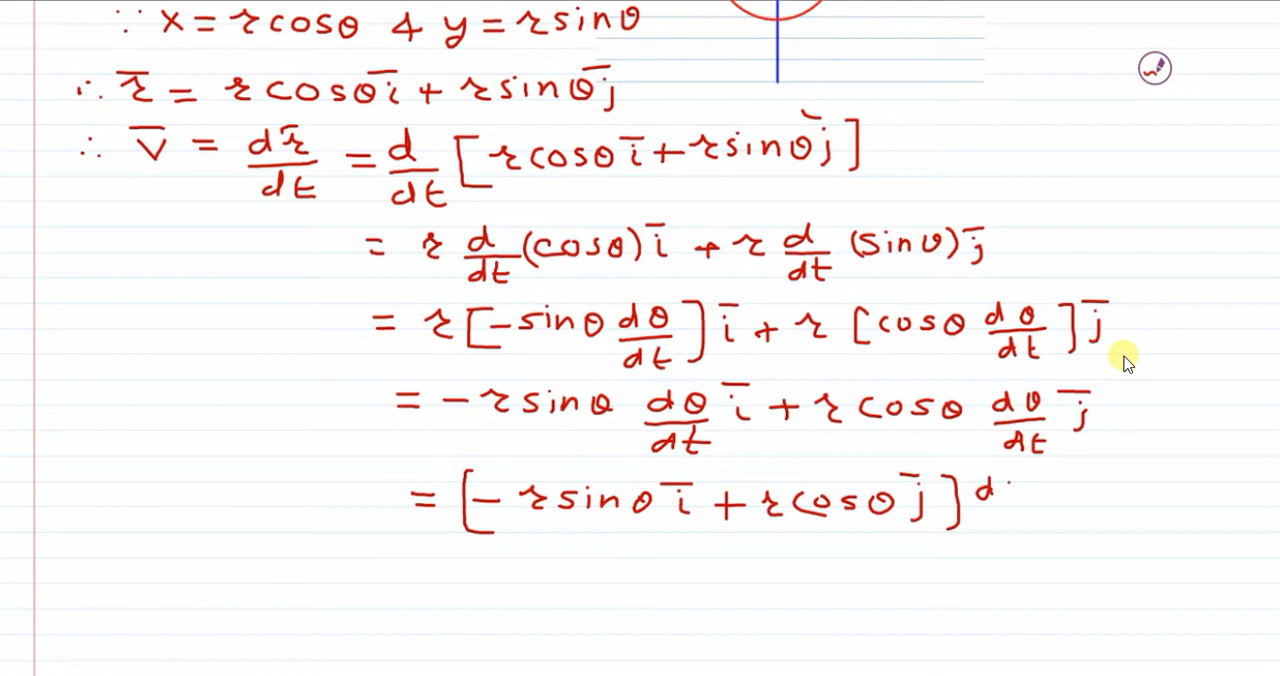 ∵ x = r cosθ & y = r sinθ
∴ r̄ = r cosθ ī + r sinθ j̄
∴ v̄ = dr̄/dt = d/dt [r cosθ ī + r sinθ j̄]
= r d/dt (cosθ) ī + r d/dt (sinθ) j̄
= r [-sinθ dθ/dt] ī + r [cosθ dθ/dt] j̄
= -r sinθ dθ/dt ī + r cosθ dθ/dt j̄
= [-r sinθ ī + r cosθ j̄] d